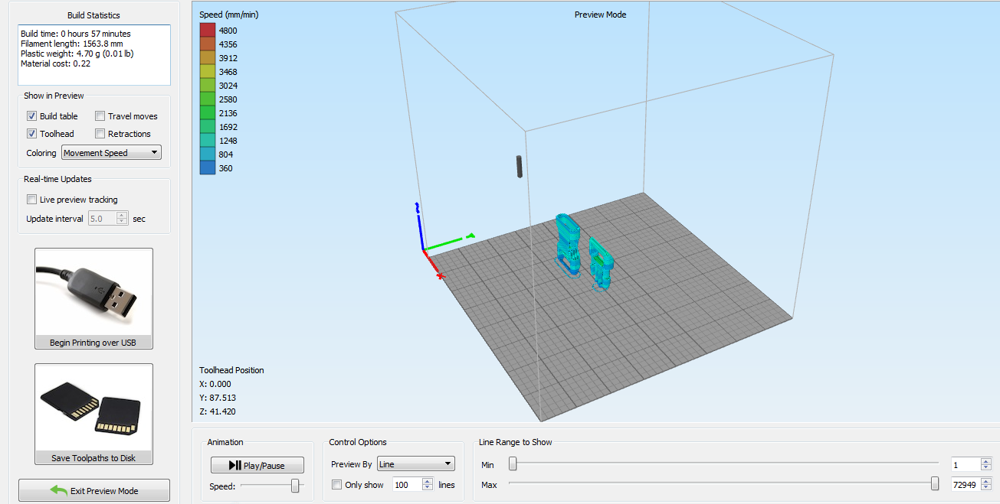 Build Statistics
Build time: 0 hours 57 minutes
Filament length: 1563.8 mm
Plastic weight: 4.70 g (0.01 lb)
Material cost: 0.22
Show in Preview
Build table
Travel moves
Toolhead
Retractions
Coloring Movement Speed
Real-time Updates
Live preview tracking
Update interval 5.0 sec
Begin Printing over USB
Save Toolpaths to Disk
Exit Preview Mode
Speed (mm/min)
4800
4356
3912
3468
3024
2580
2136
1692
1248
804
360
Preview Mode
Toolhead Position
X: 0.000
Y: 87.513
Z: 41.420
Animation
Play/Pause
Speed:
Control Options
Preview By Line
Only show 100 lines
Line Range to Show
Min 1
Max 72949